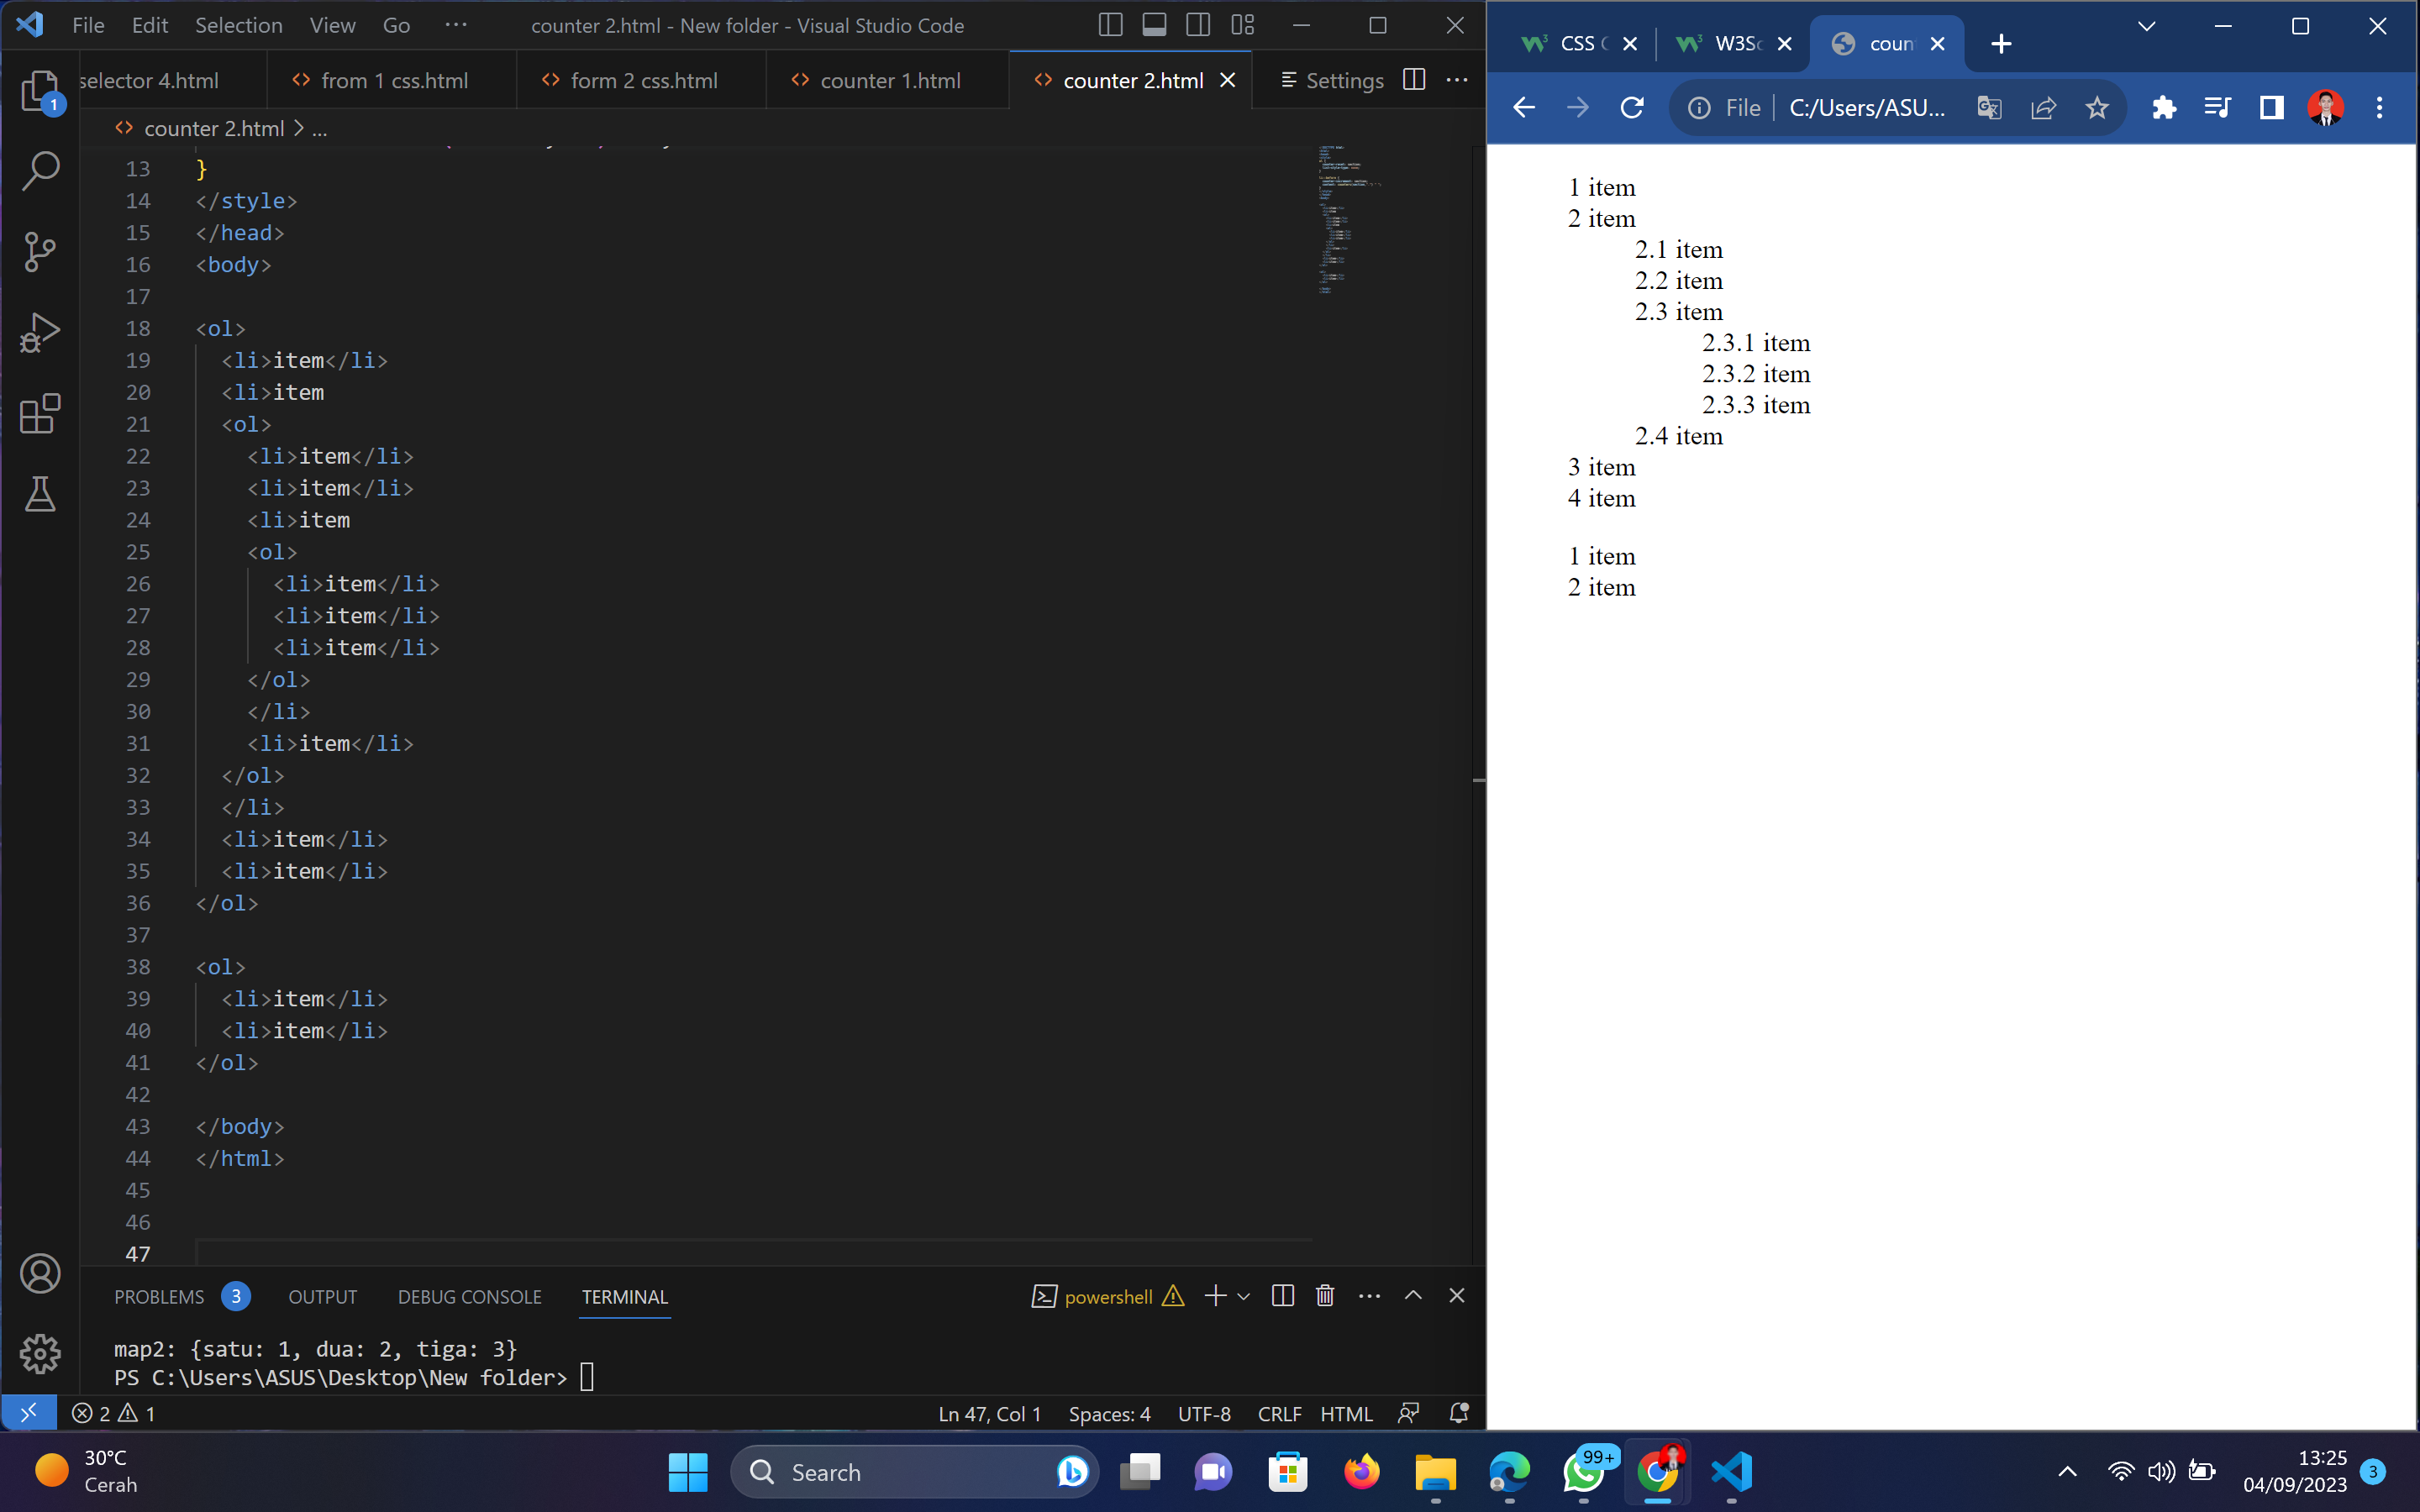 File Edit Selection View Go ··· counter 2.html - New folder - Visual Studio Code
selector 4.html from 1 css.html form 2 css.html counter 1.html counter 2.html Settings
counter 2.html > ...
13 }
14 </style>
15 </head>
16 <body>
17
18 <ol>
19 <li>item</li>
20 <li>item
21 <ol>
22 <li>item</li>
23 <li>item</li>
24 <li>item
25 <ol>
26 <li>item</li>
27 <li>item</li>
28 <li>item</li>
29 </ol>
30 </li>
31 <li>item</li>
32 </ol>
33 </li>
34 <li>item</li>
35 <li>item</li>
36 </ol>
37
38 <ol>
39 <li>item</li>
40 <li>item</li>
41 </ol>
42
43 </body>
44 </html>
45
46
47
1
PROBLEMS 3 OUTPUT DEBUG CONSOLE TERMINAL powershell
map2: {satu: 1, dua: 2, tiga: 3}
PS C:\Users\ASUS\Desktop\New folder>
2 1 Ln 47, Col 1 Spaces: 4 UTF-8 CRLF HTML
CSS W3Sc coun
File C:/Users/ASU...
1 item
2 item
2.1 item
2.2 item
2.3 item
2.3.1 item
2.3.2 item
2.3.3 item
2.4 item
3 item
4 item
1 item
2 item
30°C
Cerah
Search
99+
13:25
04/09/2023
3